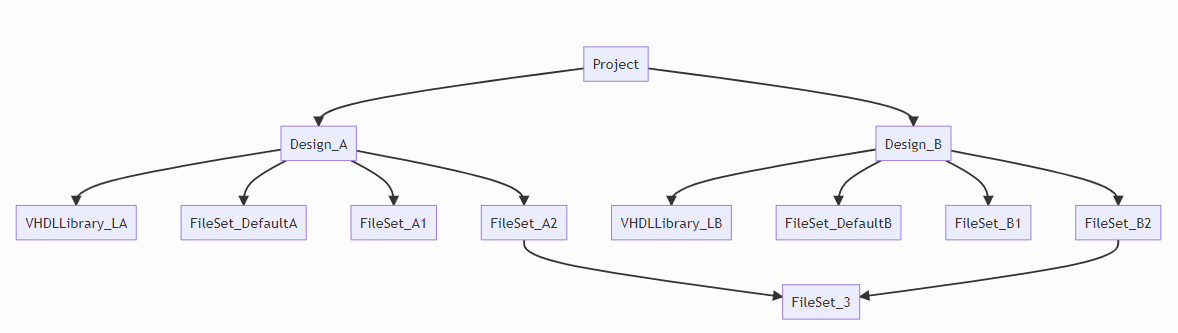 Project
Design_A
Design_B
VHDLLibrary_LA
FileSet_DefaultA
FileSet_A1
FileSet_A2
VHDLLibrary_LB
FileSet_DefaultB
FileSet_B1
FileSet_B2
FileSet_3